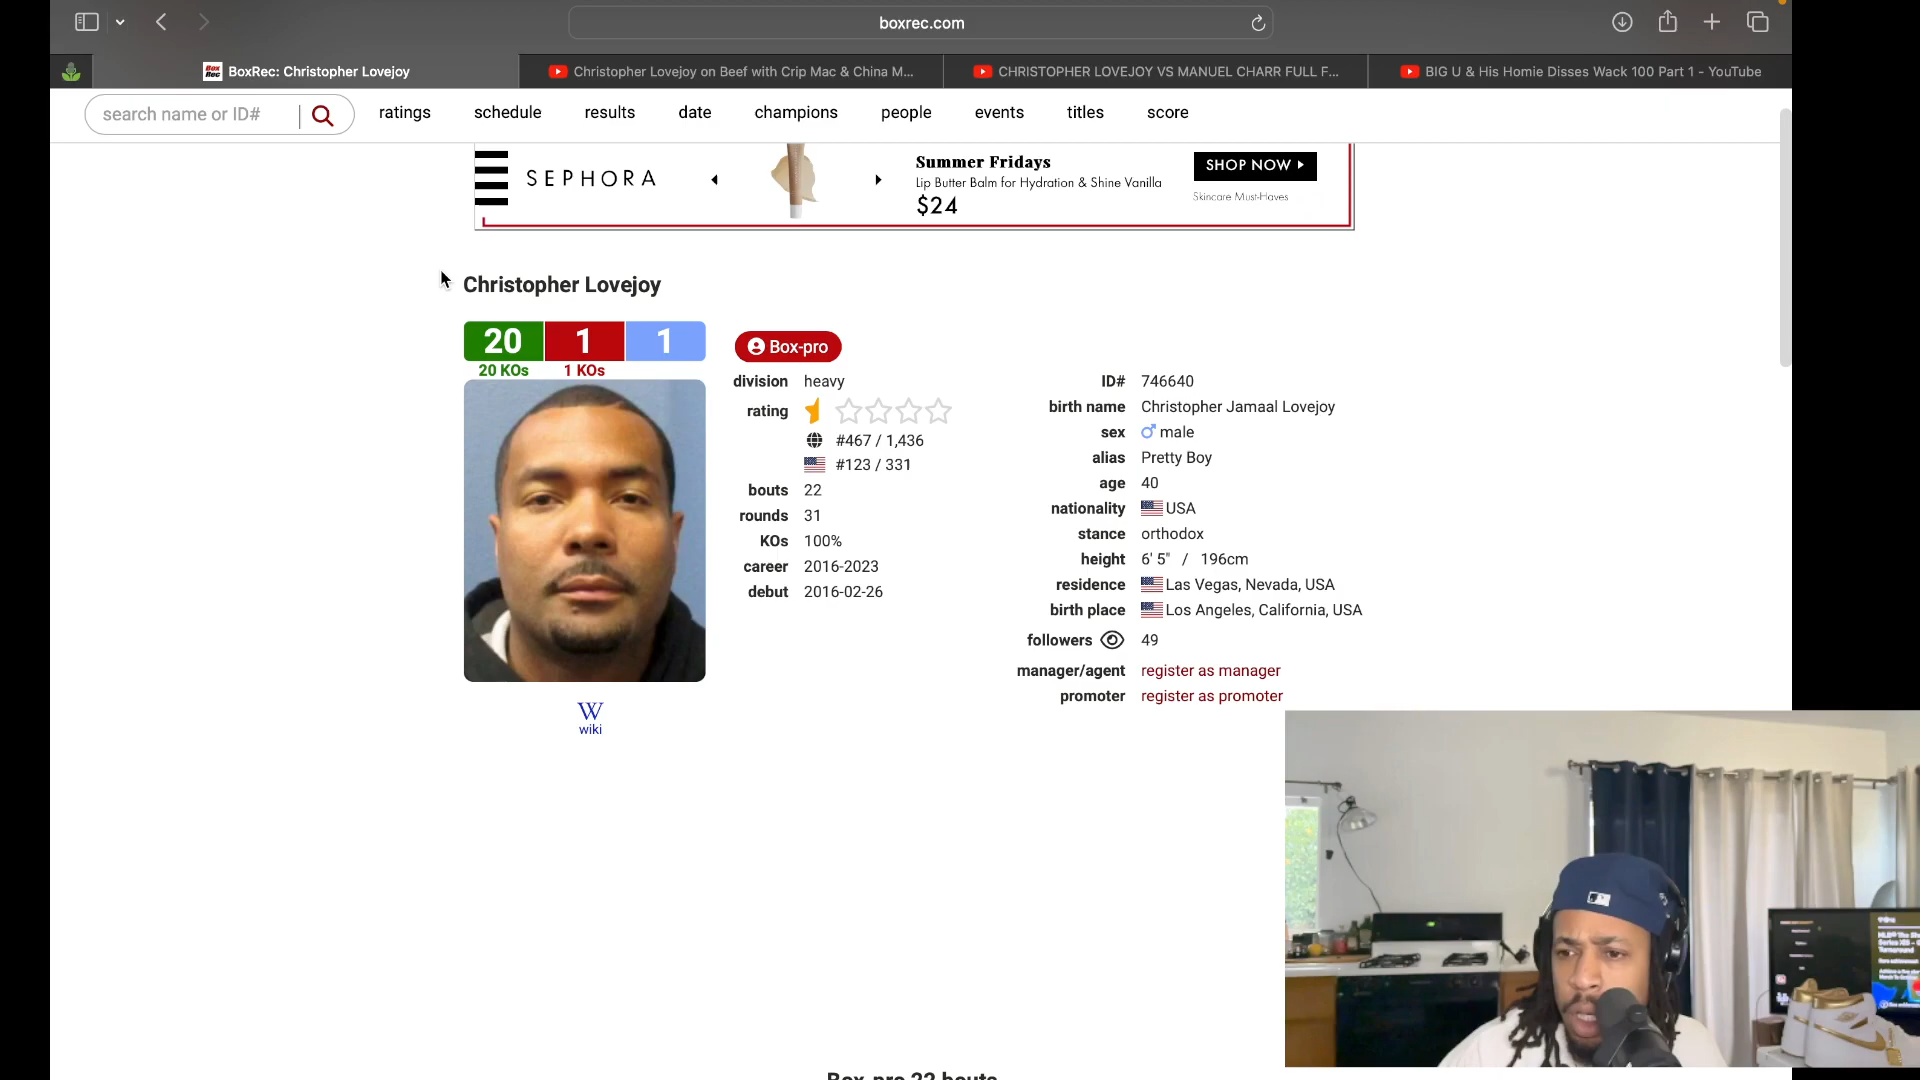 boxrec.com
BoxRec: Christopher Lovejoy
Christopher Lovejoy on Beef with Crip Mac & China M...
CHRISTOPHER LOVEJOY VS MANUEL CHARR FULL F...
BIG U & His Homie Disses Wack 100 Part 1 - YouTube
search name or ID#
ratings
schedule
results
date
champions
people
events
titles
score
SEPHORA
Summer Fridays
Lip Butter Balm for Hydration & Shine Vanilla
$24
SHOP NOW
Skincare Must-Haves
Christopher Lovejoy
20 1 1
20 KOs 1 KOs
wiki
Box-pro
division heavy
rating
#467 / 1,436
#123 / 331
bouts 22
rounds 31
KOs 100%
career 2016-2023
debut 2016-02-26
ID# 746640
birth name Christopher Jamaal Lovejoy
sex male
alias Pretty Boy
age 40
nationality USA
stance orthodox
height 6' 5" / 196cm
residence Las Vegas, Nevada, USA
birth place Los Angeles, California, USA
followers 49
manager/agent register as manager
promoter register as promoter
Box-pro 22 bouts